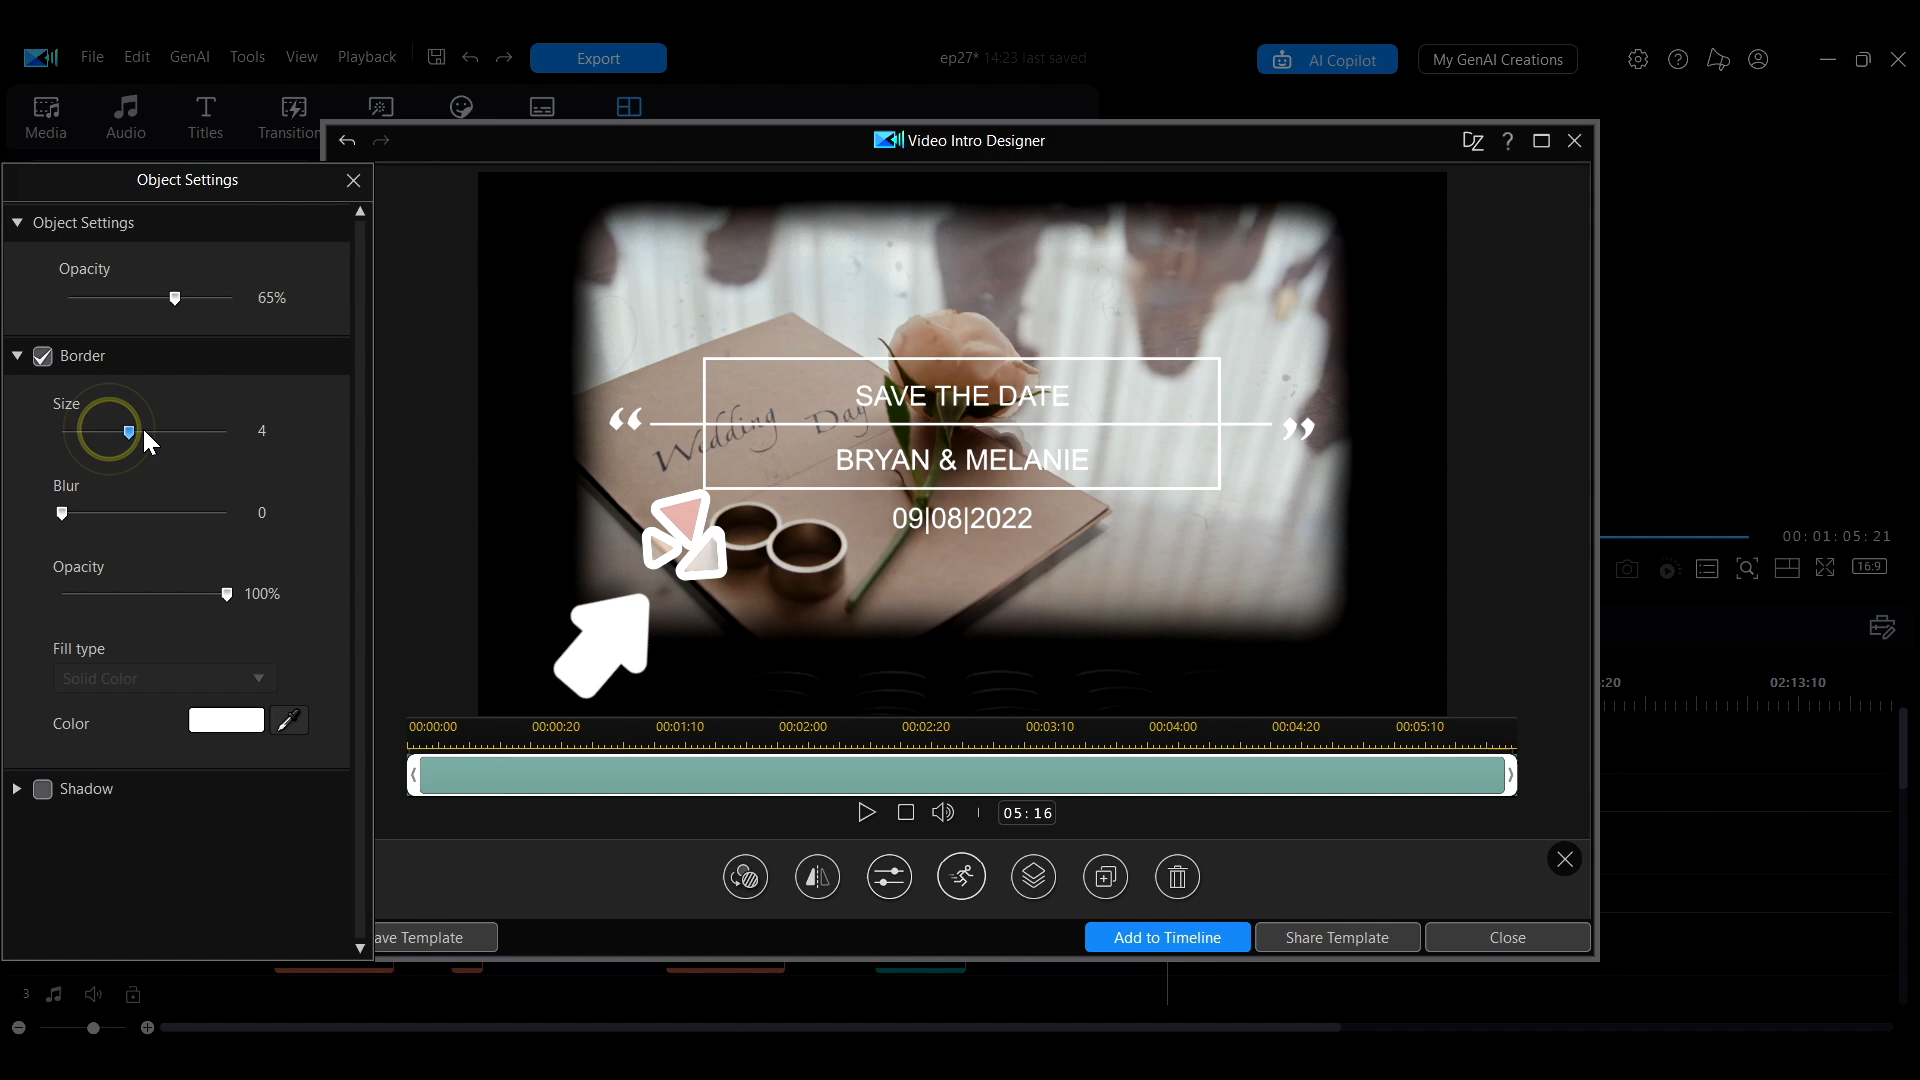 File Edit GenAI Tools View Playback Export ep27* 14:23 last saved AI Copilot My GenAI Creations
Media Audio Titles Transition
Video Intro Designer
Object Settings
Object Settings
Opacity
65%
Border
Size
4
Blur
0
Opacity
100%
Fill type
Solid Color
Color
Shadow
“ SAVE THE DATE ”
Wedding Day
BRYAN & MELANIE
09|08|2022
00:01:05:21
16:9
:20 02:13:10
00:00:00 00:00:20 00:01:10 00:02:00 00:02:20 00:03:10 00:04:00 00:04:20 00:05:10
05:16
ave Template Add to Timeline Share Template Close
3